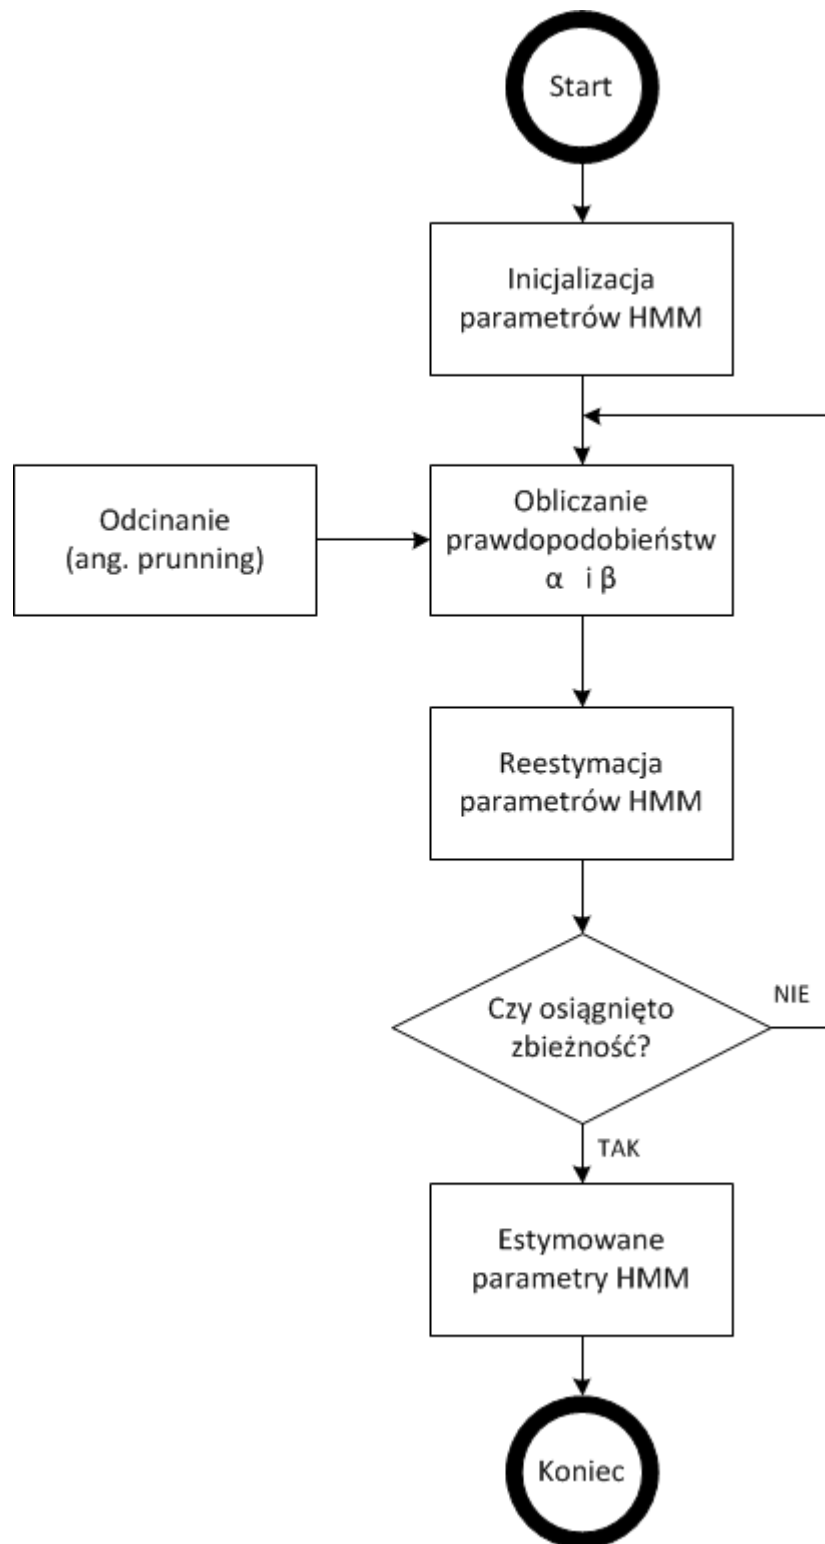 Start
Inicjalizacja
parametrów HMM
Odcinanie
(ang. prunning)
Obliczanie
prawdopodobieństw
α i β
Reestymacja
parametrów HMM
Czy osiągnięto
zbieżność?
NIE
TAK
Estymowane
parametry HMM
Koniec